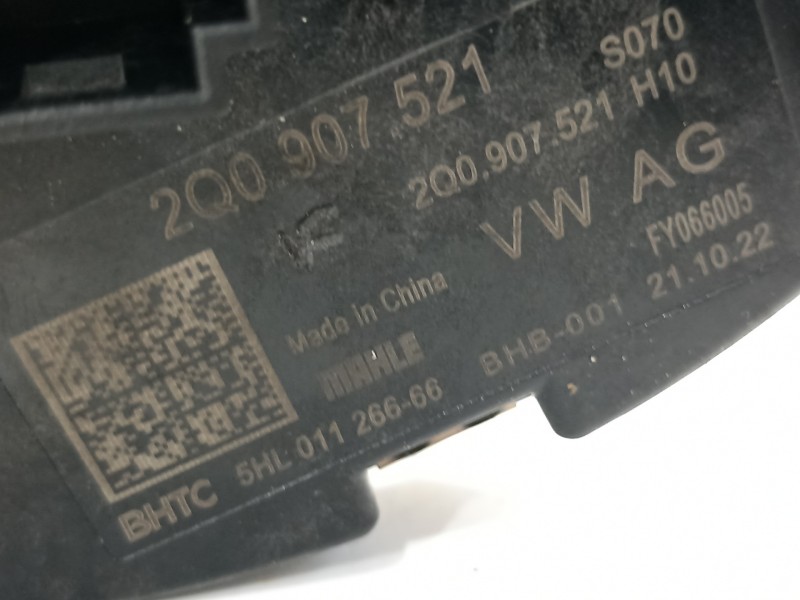 2Q0 907 521
S070
2Q0.907.521 H10
VW AG
FY066005
Made in China
21.10.22
MAHLE
BHB-001
5HL 011 266-66
BHTC